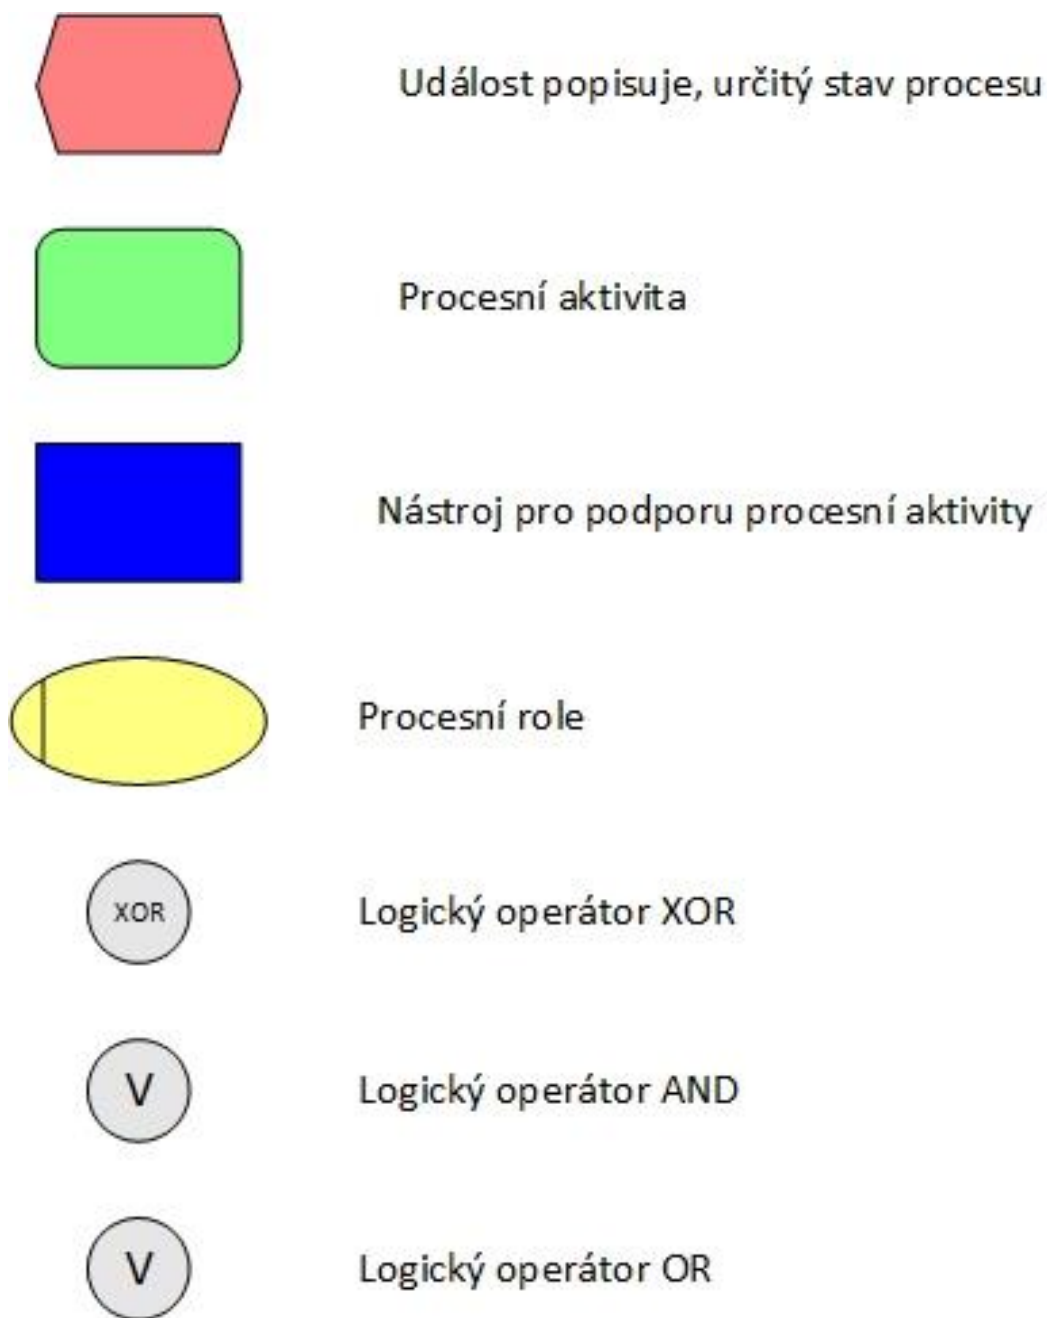 Událost popisuje, určitý stav procesu
Procesní aktivita
Nástroj pro podporu procesní aktivity
Procesní role
XOR Logický operátor XOR
V Logický operátor AND
V Logický operátor OR